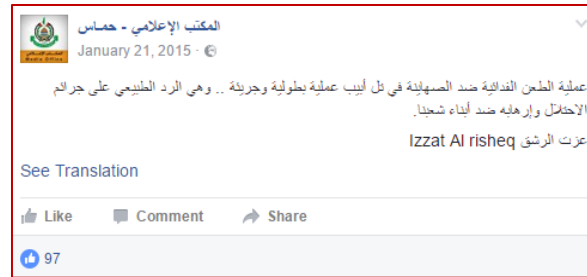 المكتب الإعلامي - حماس
January 21, 2015 ·
عملية الطعن الفدائية ضد الصهاينة في تل أبيب عملية بطولية وجريئة .. وهي الرد الطبيعي على جرائم
الاحتلال وإرهابه ضد أبناء شعبنا.
عزت الرشق Izzat Al risheq
See Translation
Like Comment Share
97